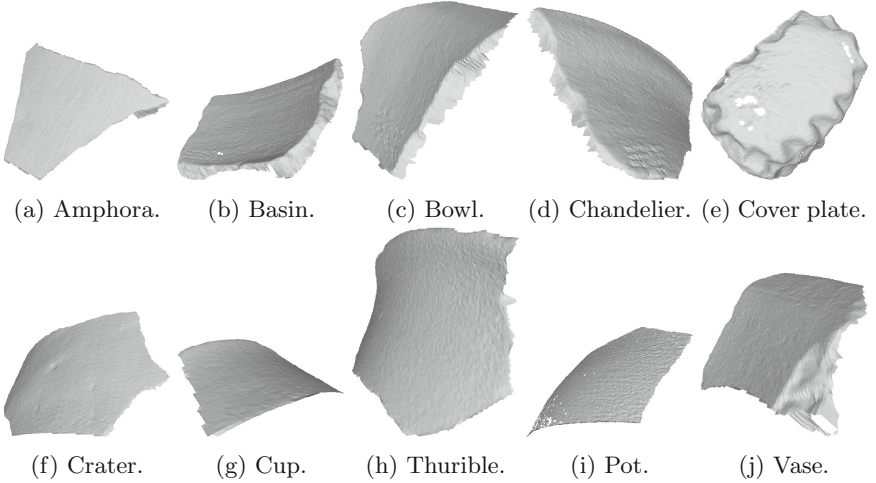 (a) Amphora. (b) Basin. (c) Bowl. (d) Chandelier. (e) Cover plate.
(f) Crater. (g) Cup. (h) Thurible. (i) Pot. (j) Vase.